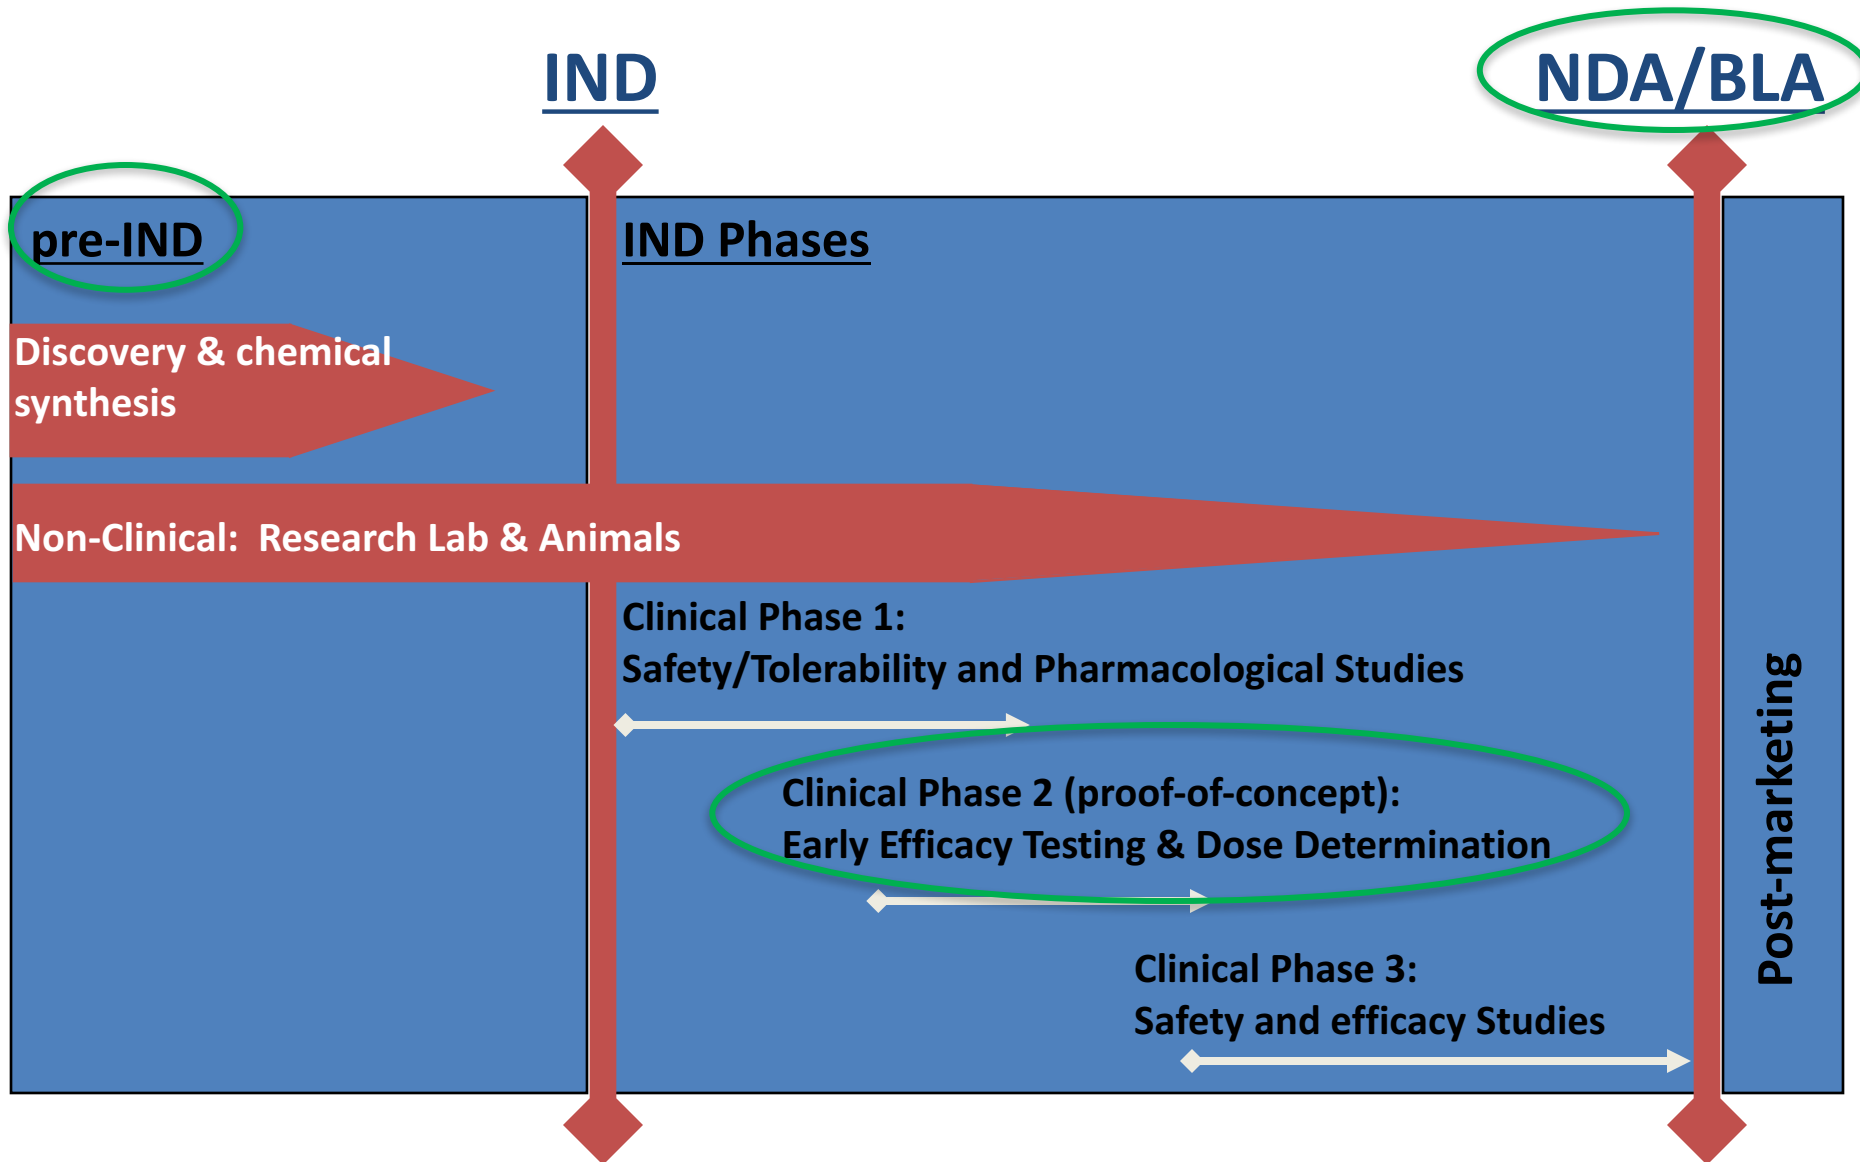 IND
NDA/BLA
pre-IND
IND Phases
Discovery & chemical
synthesis
Non-Clinical:  Research Lab & Animals
Clinical Phase 1:
Safety/Tolerability and Pharmacological Studies
Clinical Phase 2 (proof-of-concept):
Early Efficacy Testing & Dose Determination
Clinical Phase 3:
Safety and efficacy Studies
Post-marketing